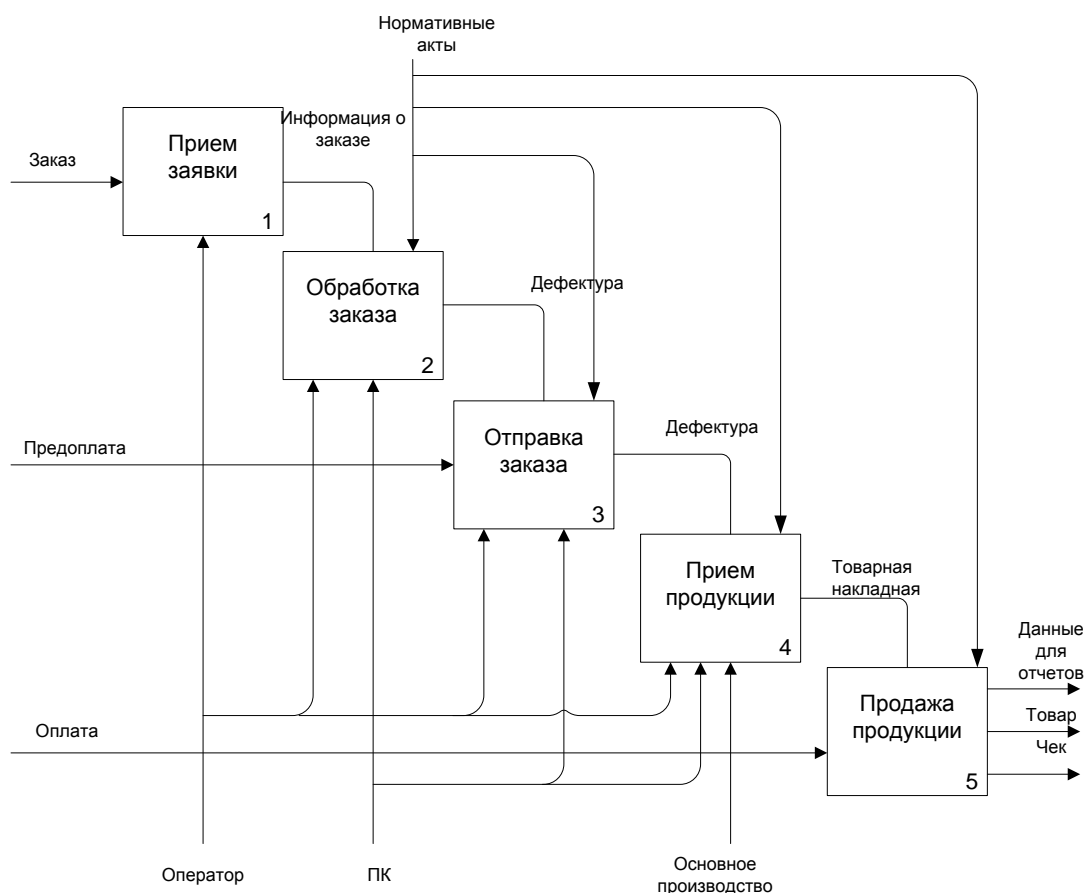 Нормативные
акты
Информация о
заказе
Прием
заявки
1
Заказ
Обработка
заказа
2
Дефектура
Отправка
заказа
3
Предоплата
Дефектура
Прием
продукции
4
Товарная
накладная
Данные
для
отчетов
Продажа
продукции
5
Товар
Чек
Оплата
Оператор
ПК
Основное
производство